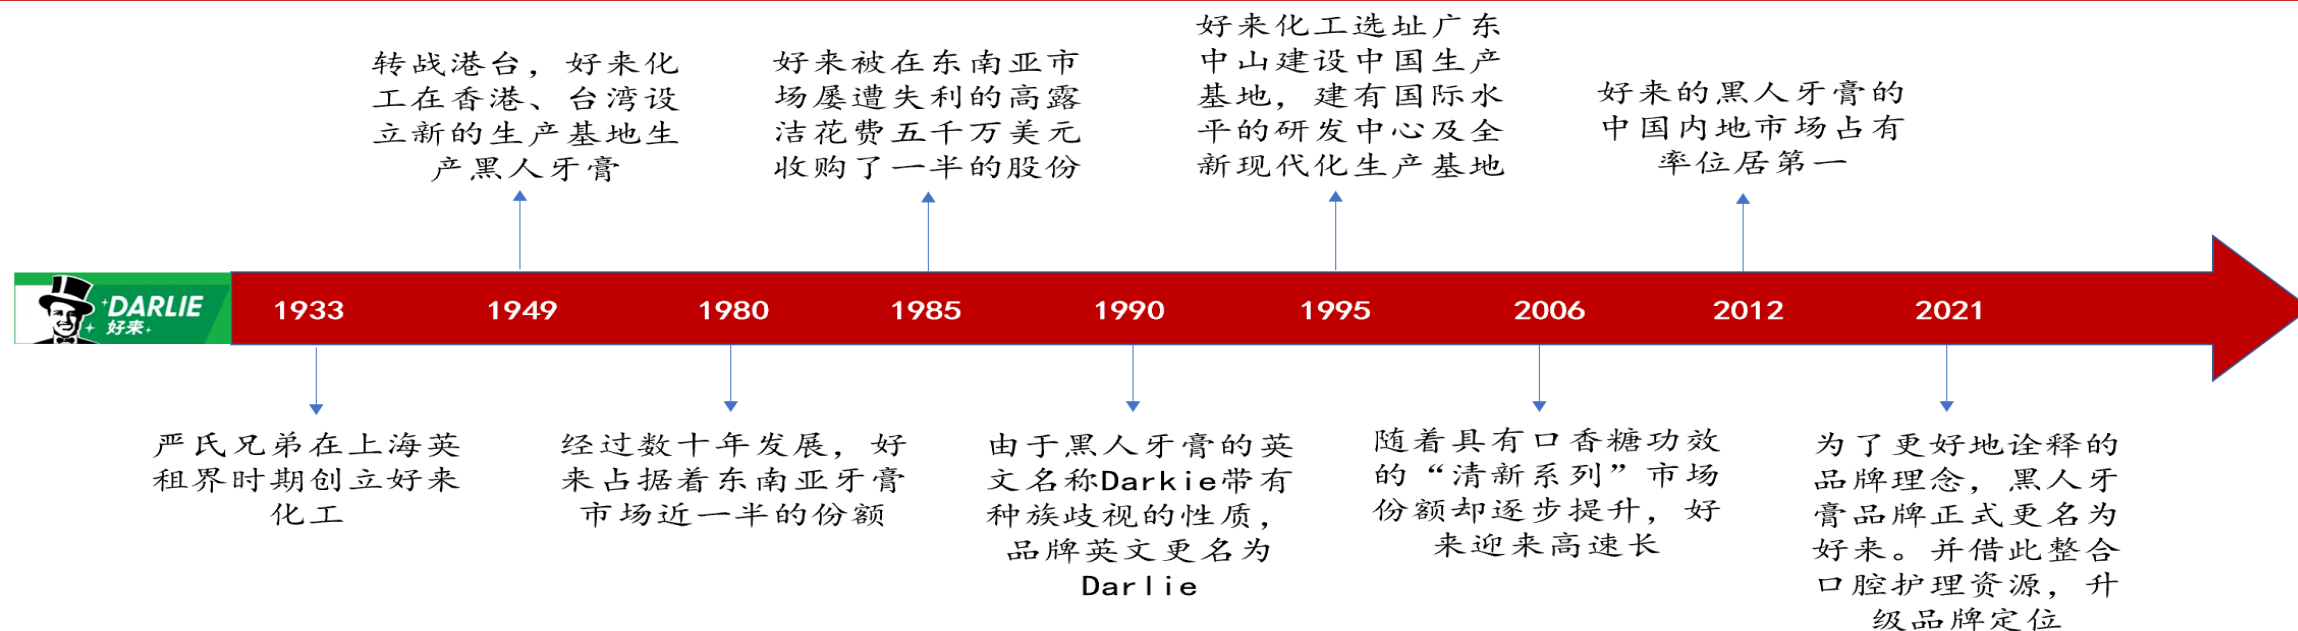 转战港台，好来化
工在香港、台湾设
立新的生产基地生
产黑人牙膏
好来被在东南亚市
场屡遭失利的高露
洁花费五千万美元
收购了一半的股份
好来化工选址广东
中山建设中国生产
基地，建有国际水
平的研发中心及全
新现代化生产基地
好来的黑人牙膏的
中国内地市场占有
率位居第一
DARLIE
好来
1933
1949
1980
1985
1990
1995
2006
2012
2021
严氏兄弟在上海英
租界时期创立好来
化工
经过数十年发展，好
来占据着东南亚牙膏
市场近一半的份额
由于黑人牙膏的英
文名称Darkie带有
种族歧视的性质，
品牌英文更名为
Darlie
随着具有口香糖功效
的“清新系列”市场
份额却逐步提升，好
来迎来高速长
为了更好地诠释的
品牌理念，黑人牙
膏品牌正式更名为
好来。并借此整合
口腔护理资源，升
级品牌定位